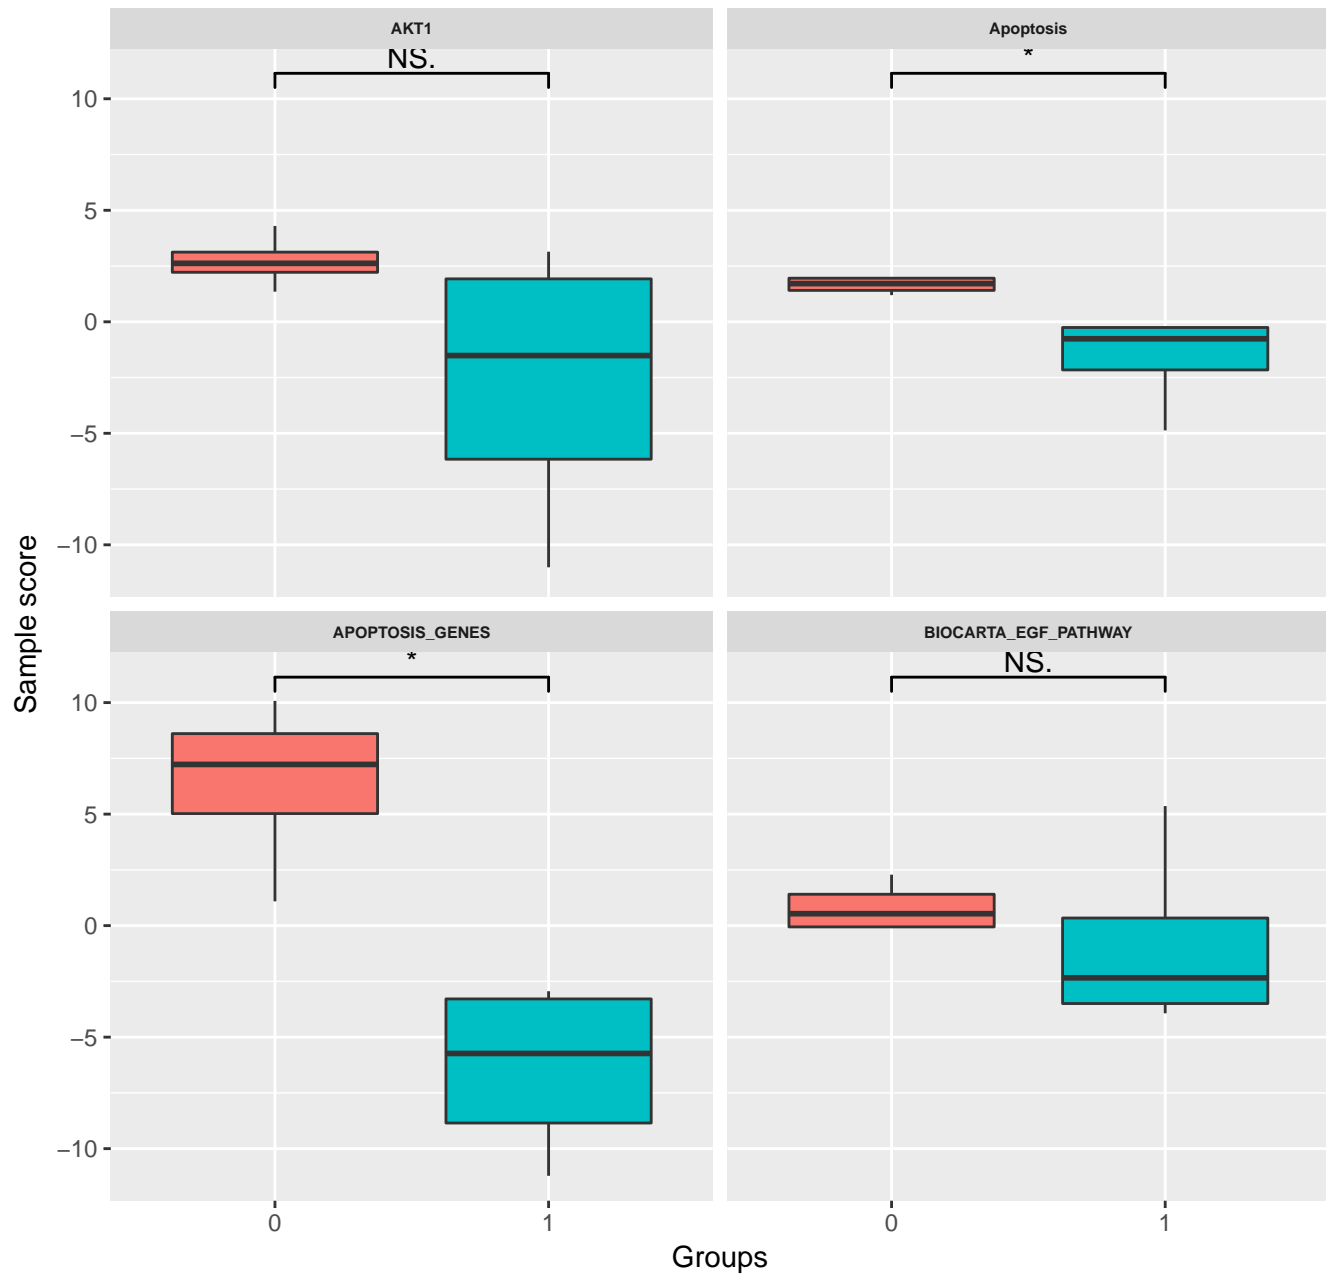 AKT1
Apoptosis
NS.
*
10
5
0
−5
−10
APOPTOSIS_GENES
BIOCARTA_EGF_PATHWAY
*
NS.
10
5
0
−5
−10
0
1
0
1
Sample score
Groups